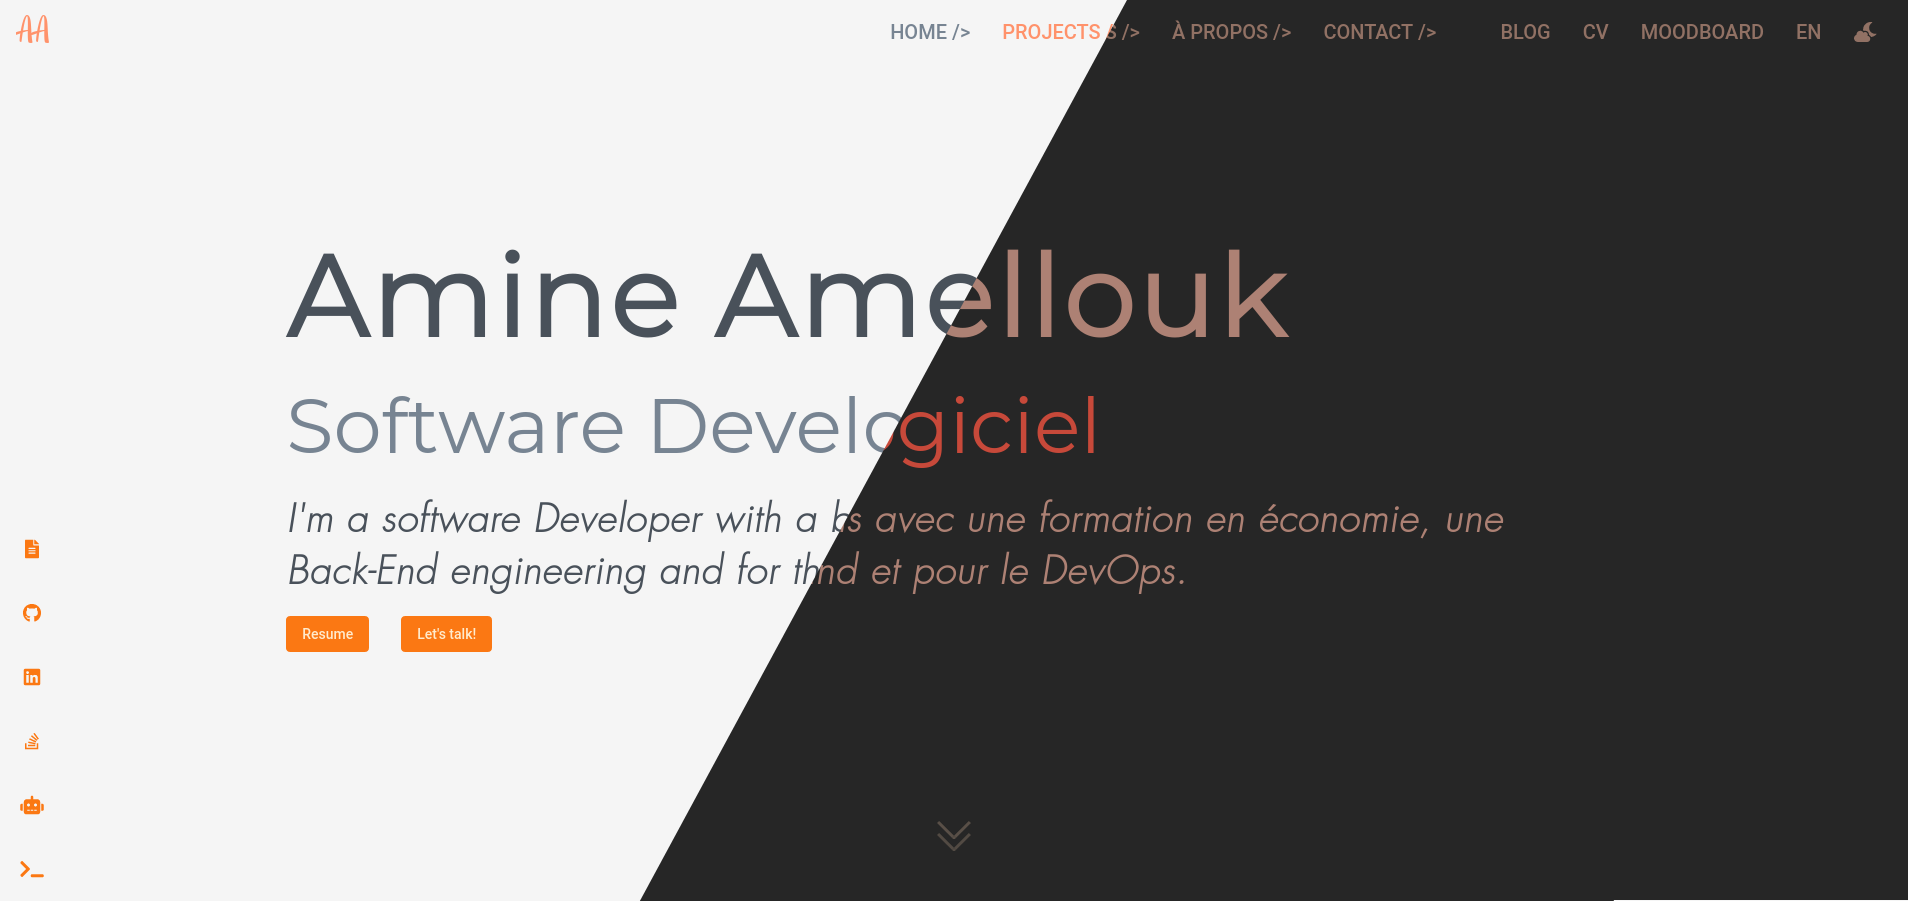 AA
HOME /> PROJECTS S /> À PROPOS /> CONTACT /> BLOG CV MOODBOARD EN
Amine Amellouk
Software Develogiciel
I'm a software Developer with a bs avec une formation en économie, une
Back-End engineering and for thnd et pour le DevOps.
Resume Let's talk!